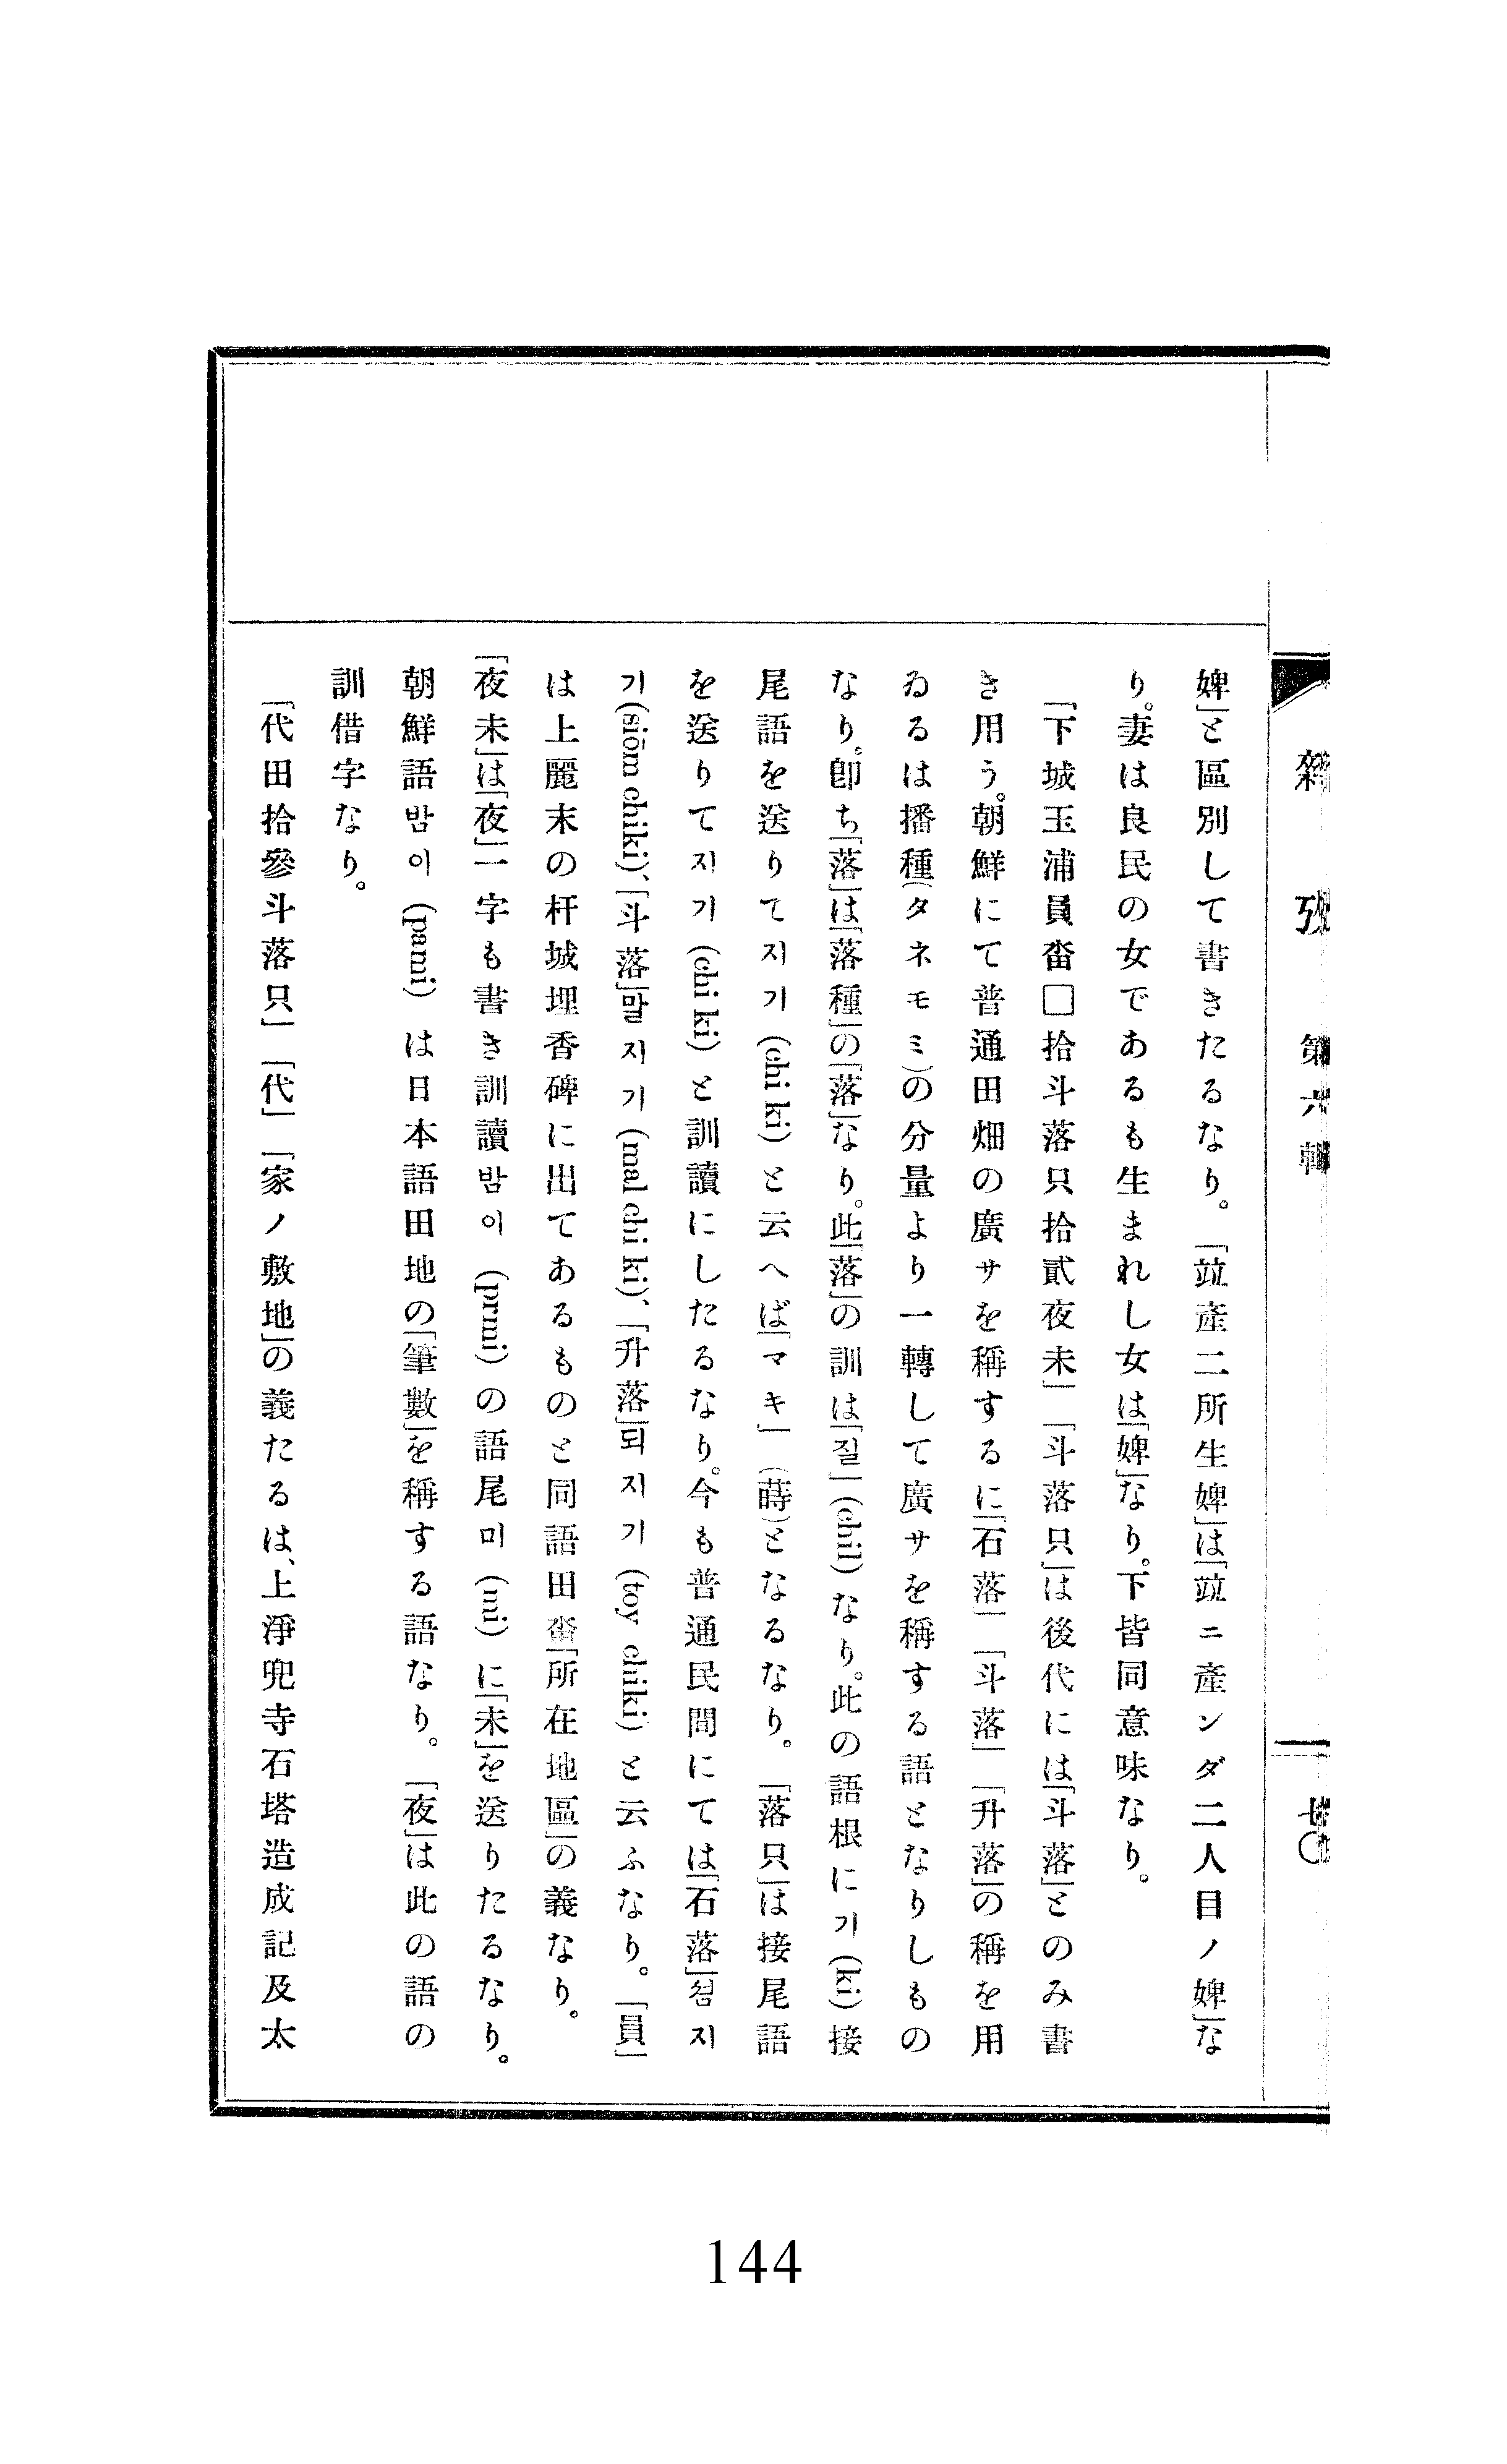 雜攷 第六輯
婢」と區別して書きたるなり。「竝產二所生婢」は「竝ニ產ンダ二人目ノ婢」な
り。妻は良民の女であるも生まれし女は「婢」なり。下皆同意味なり。
「下城玉浦員畓□拾斗落只拾貳夜未」「斗落只」は後代には「斗落」とのみ書
き用う。朝鮮にて普通田畑の廣サを稱するに「石落」「斗落」「升落」の稱を用
ゐるは播種(タネモミ)の分量より一轉して廣サを稱する語となりしもの
なり。卽ち「落」は「落種」の「落」なり。此「落」の訓は「질」(chil)なり。此の語根に기(ki)接
尾語を送りて지기(chi ki)と云へば「マキ」(蒔)となるなり。「落只」は接尾語
を送りて지기(chi ki)と訓讀にしたるなり。今も普通民間にては「石落」셤지
기(siŏm chiki)、「斗落」말지기(mal chi ki)、「升落」되지기(toy chiki)と云ふなり。「員」
は上麗末の杆城埋香碑に出てあるものと同語田畓「所在地區」の義なり。
「夜未」は「夜」一字も書き訓讀밤이(prmi)の語尾미(mi)に「未」を送りたるなり。
朝鮮語밤이(pami)は日本語田地の「筆數」を稱する語なり。「夜」は此の語の
訓借字なり。
「代田拾參斗落只」「代」「家ノ敷地」の義たるは、上淨兜寺石塔造成記及太
144